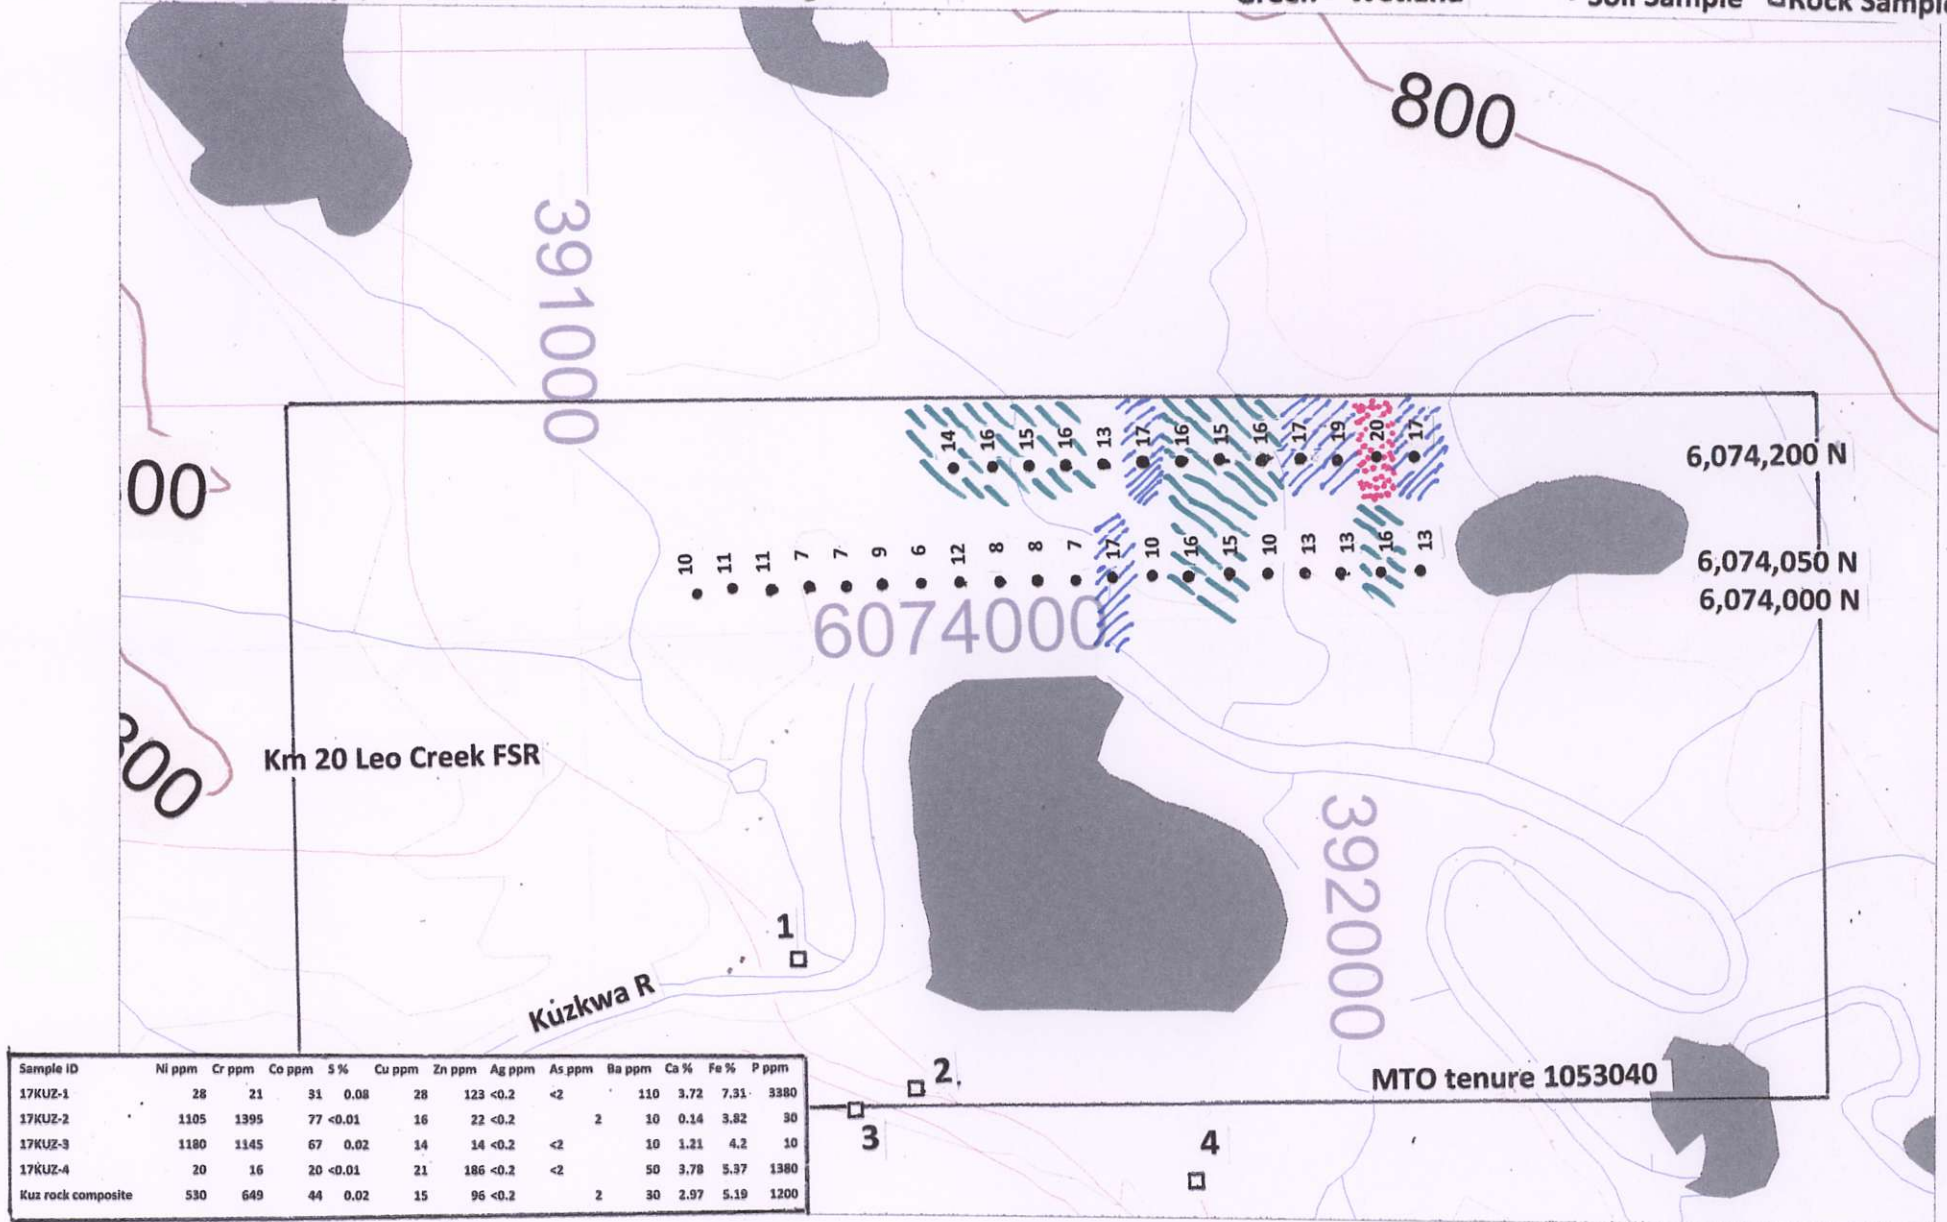 Soil Sample Rock Sample
800
391000
14 16 15 16 13 17 16 15 16 17 19 20 17
6,074,200 N
00
10 11 11 7 7 9 6 12 8 8 7 17 10 16 15 10 13 13 16 13
6,074,050 N
6,074,000 N
6074000
800
Km 20 Leo Creek FSR
392000
1
Kuzkwa R
2
MTO tenure 1053040
3
4
Sample ID Ni ppm Cr ppm Co ppm S % Cu ppm Zn ppm Ag ppm As ppm Ba ppm Ca % Fe % P ppm
17KUZ-1 28 21 31 0.08 28 123 <0.2 <2 110 3.72 7.31 3380
17KUZ-2 1105 1395 77 <0.01 16 22 <0.2 2 10 0.14 3.82 30
17KUZ-3 1180 1145 67 0.02 14 14 <0.2 <2 10 1.21 4.2 10
17KUZ-4 20 16 20 <0.01 21 186 <0.2 <2 50 3.78 5.37 1380
Kuz rock composite 530 649 44 0.02 15 96 <0.2 2 30 2.97 5.19 1200